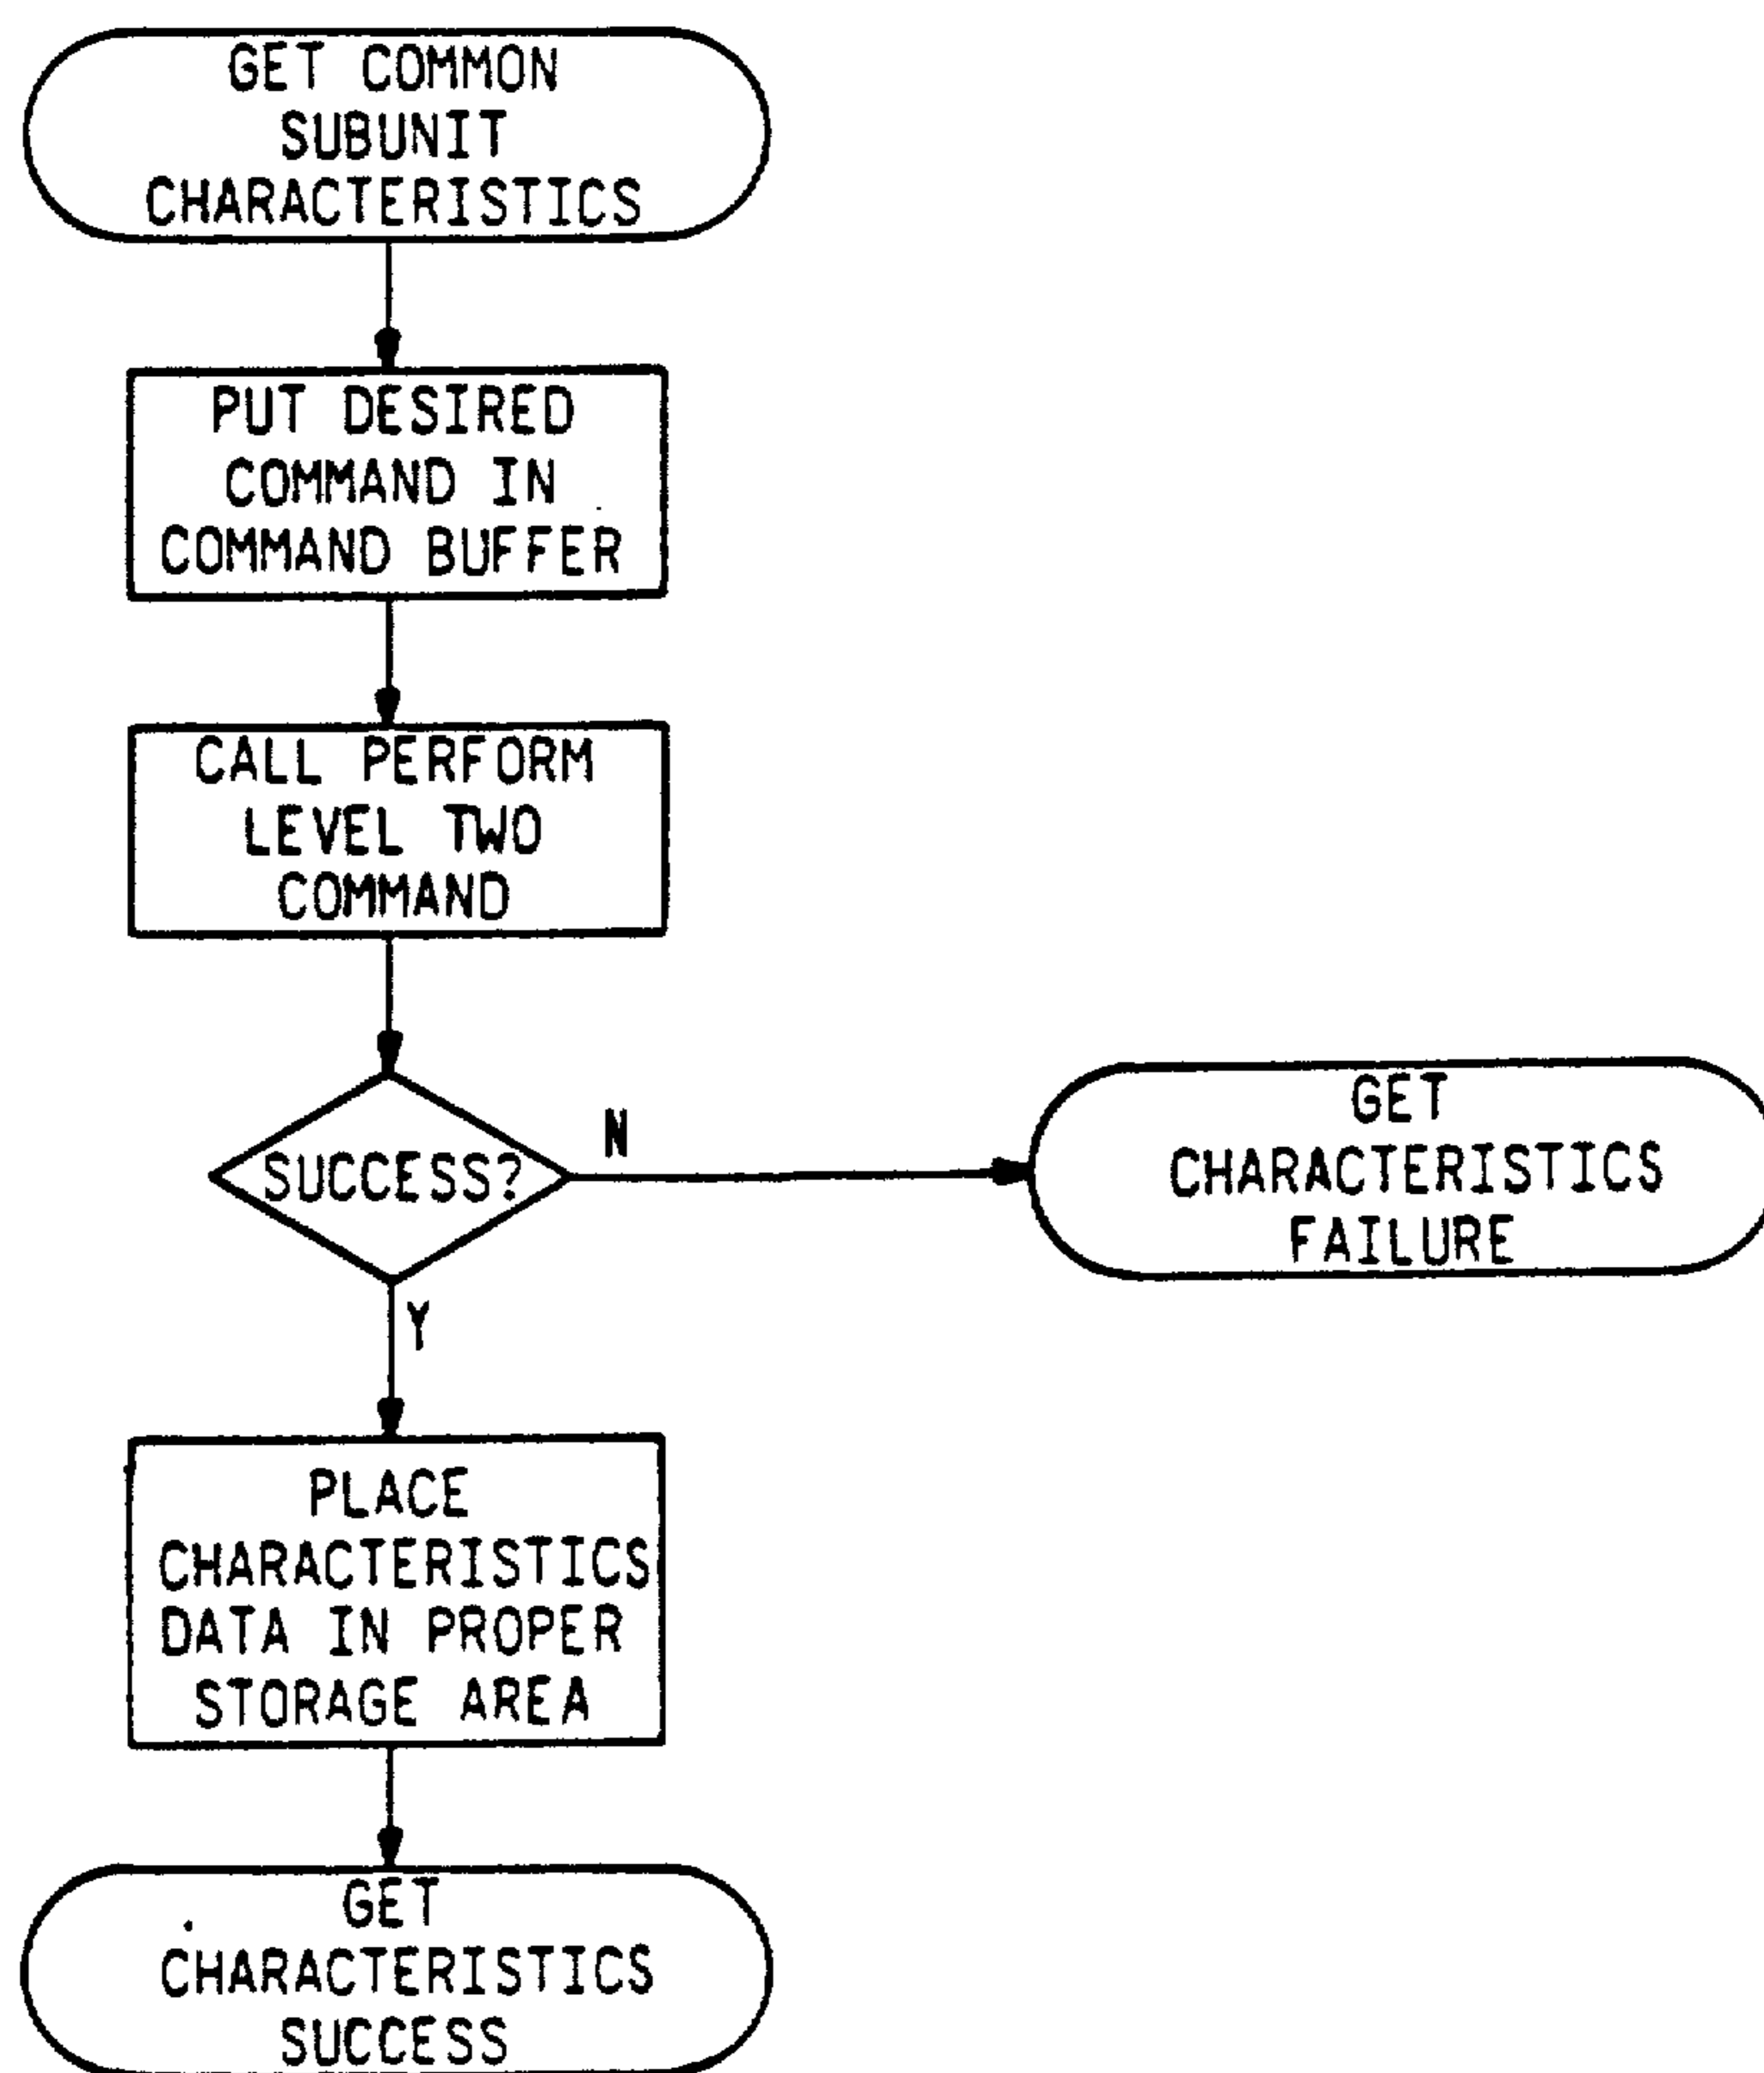 GET COMMON
SUBUNIT
CHARACTERISTICS
PUT DESIRED
COMMAND IN
COMMAND BUFFER
CALL PERFORM
LEVEL TWO
COMMAND
SUCCESS?
N
GET
CHARACTERISTICS
FAILURE
Y
PLACE
CHARACTERISTICS
DATA IN PROPER
STORAGE AREA
GET
CHARACTERISTICS
SUCCESS